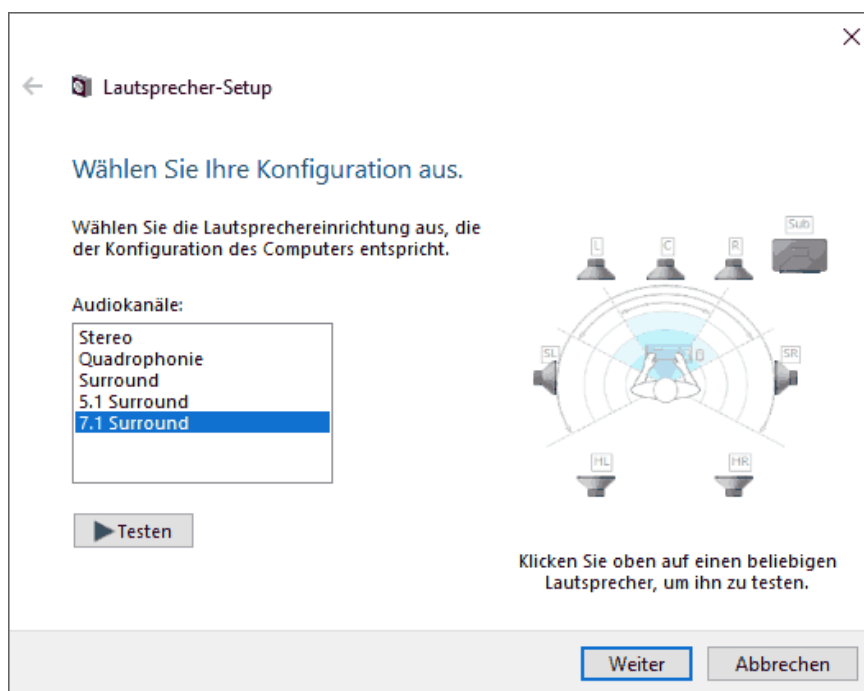 Lautsprecher-Setup
Wählen Sie Ihre Konfiguration aus.
Wählen Sie die Lautsprechereinrichtung aus, die
der Konfiguration des Computers entspricht.
Audiokanäle:
Stereo
Quadrophonie
Surround
5.1 Surround
7.1 Surround
Testen
L
C
R
Sub
SL
SR
HL
HR
Klicken Sie oben auf einen beliebigen
Lautsprecher, um ihn zu testen.
Weiter
Abbrechen